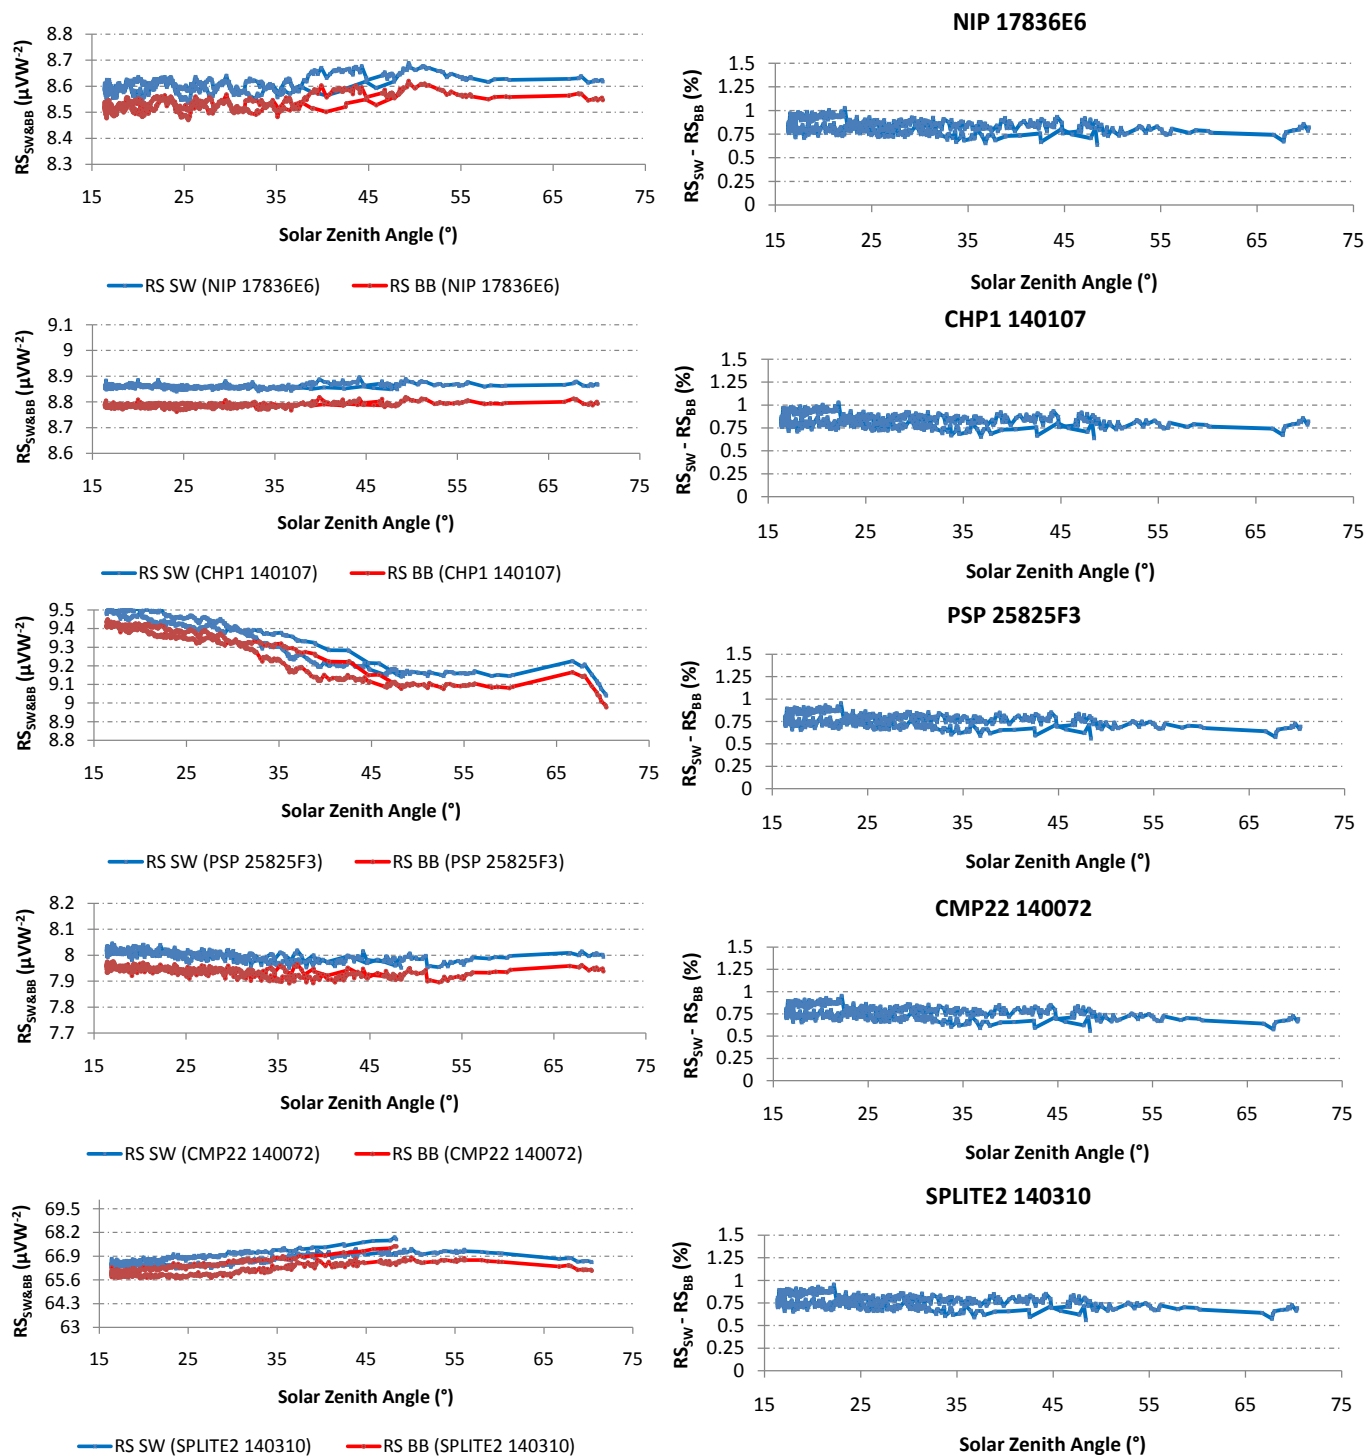 NIP 17836E6
RS_SW&BB (µVW⁻²)
8.8
8.7
8.6
8.5
8.4
8.3
15 25 35 45 55 65 75
Solar Zenith Angle (°)
RS SW (NIP 17836E6) RS BB (NIP 17836E6)
RS_SW - RS_BB (%)
1.5
1.25
1
0.75
0.5
0.25
0
15 25 35 45 55 65 75
Solar Zenith Angle (°)
CHP1 140107
RS_SW&BB (µVW⁻²)
9.1
9
8.9
8.8
8.7
8.6
15 25 35 45 55 65 75
Solar Zenith Angle (°)
RS SW (CHP1 140107) RS BB (CHP1 140107)
RS_SW - RS_BB (%)
1.5
1.25
1
0.75
0.5
0.25
0
15 25 35 45 55 65 75
Solar Zenith Angle (°)
PSP 25825F3
RS_SW&BB (µVW⁻²)
9.5
9.4
9.3
9.2
9.1
9
8.9
8.8
15 25 35 45 55 65 75
Solar Zenith Angle (°)
RS SW (PSP 25825F3) RS BB (PSP 25825F3)
RS_SW - RS_BB (%)
1.5
1.25
1
0.75
0.5
0.25
0
15 25 35 45 55 65 75
Solar Zenith Angle (°)
CMP22 140072
RS_SW&BB (µVW⁻²)
8.2
8.1
8
7.9
7.8
7.7
15 25 35 45 55 65 75
Solar Zenith Angle (°)
RS SW (CMP22 140072) RS BB (CMP22 140072)
RS_SW - RS_BB (%)
1.5
1.25
1
0.75
0.5
0.25
0
15 25 35 45 55 65 75
Solar Zenith Angle (°)
SPLITE2 140310
RS_SW&BB (µVW⁻²)
69.5
68.2
66.9
65.6
64.3
63
15 25 35 45 55 65 75
Solar Zenith Angle (°)
RS SW (SPLITE2 140310) RS BB (SPLITE2 140310)
RS_SW - RS_BB (%)
1.5
1.25
1
0.75
0.5
0.25
0
15 25 35 45 55 65 75
Solar Zenith Angle (°)